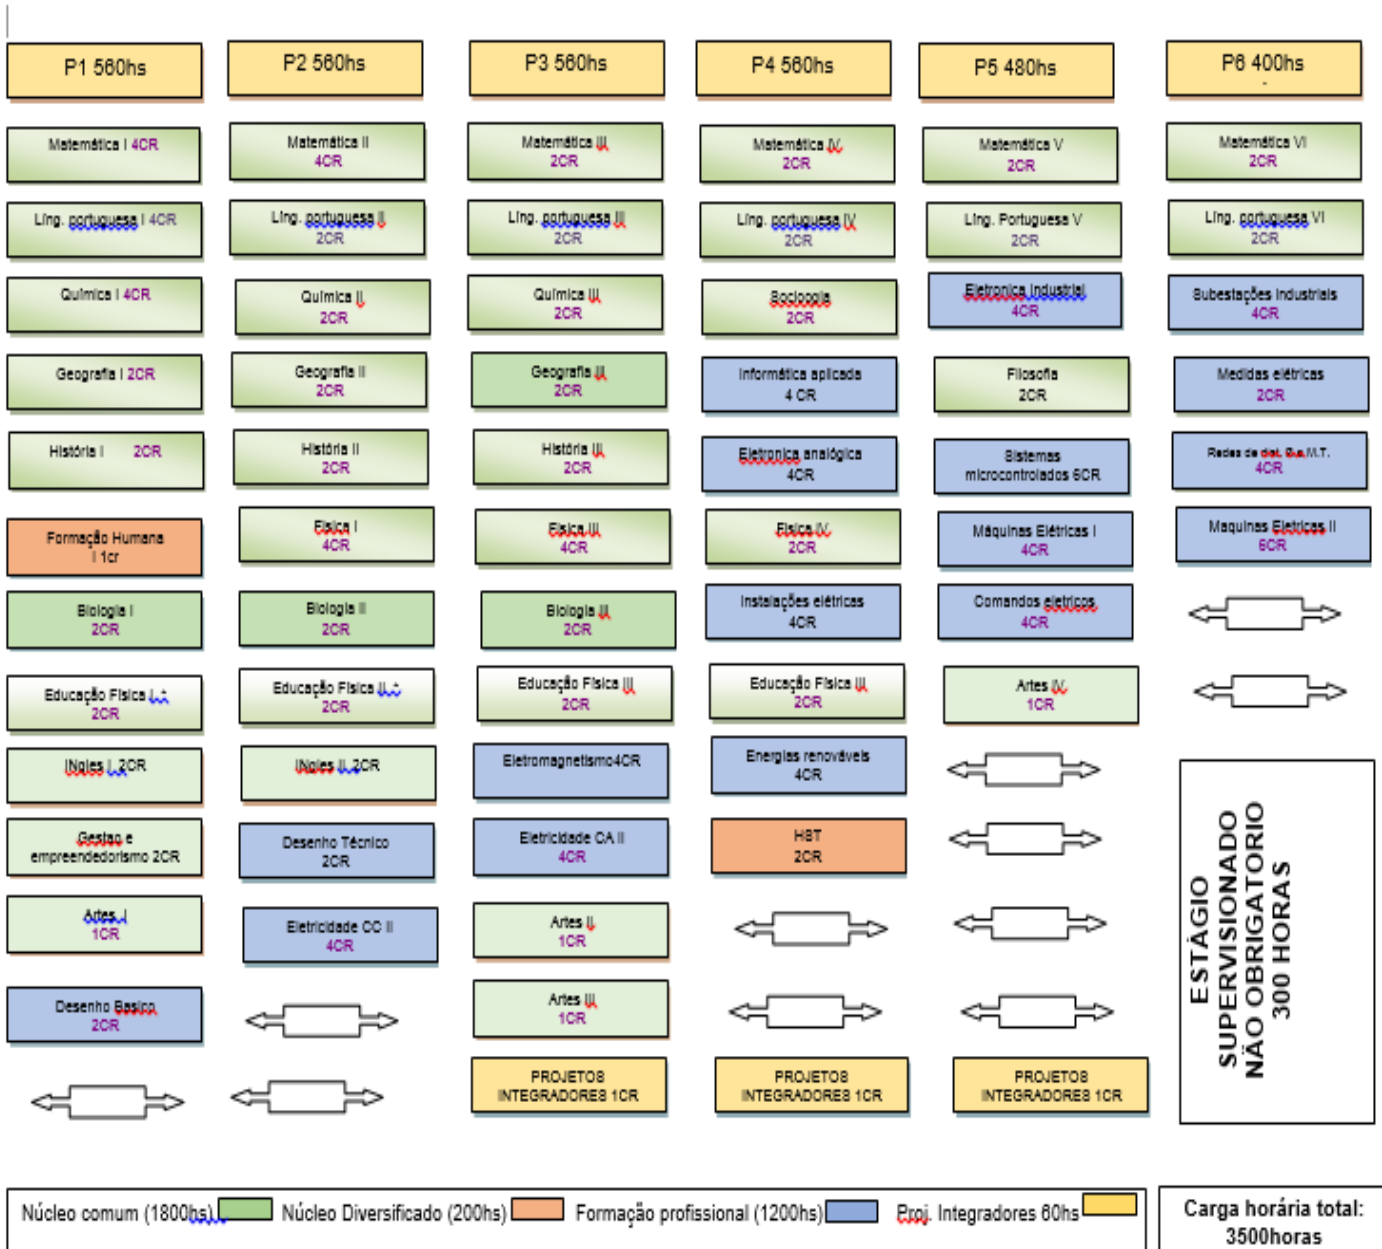 P1 560hs
P2 560hs
P3 560hs
P4 560hs
P5 480hs
P6 400hs
-
Matemática I 4CR
Matemática II
4CR
Matemática III
2CR
Matemática IV
2CR
Matemática V
2CR
Matemática VI
2CR
Líng. portuguesa I 4CR
Líng. portuguesa II
2CR
Líng. portuguesa III
2CR
Líng. portuguesa IV
2CR
Líng. Portuguesa V
2CR
Líng. portuguesa VI
2CR
Química I 4CR
Química II
2CR
Química III
2CR
Sociologia
2CR
Eletronica Industrial
4CR
Subestações Industriais
4CR
Geografia I 2CR
Geografia II
2CR
Geografia III
2CR
Informática aplicada
4 CR
Filosofia
2CR
Medidas elétricas
2CR
História I 2CR
História II
2CR
História III
2CR
Eletronica analógica
4CR
Sistemas
microcontrolados 6CR
Redes de dist. M.T.
4CR
Formação Humana
I 1cr
Física I
4CR
Física III
4CR
Física IV
2CR
Máquinas Elétricas I
4CR
Maquinas Eletricas II
6CR
Biologia I
2CR
Biologia II
2CR
Biologia III
2CR
Instalações elétricas
4CR
Comandos eletricos
4CR
Educação Física I
2CR
Educação Física II
2CR
Educação Física III
2CR
Educação Física III
2CR
Artes IV
1CR
INgles I 2CR
INgles II 2CR
Eletromagnetismo4CR
Energias renováveis
4CR
Gestao e
empreendedorismo 2CR
Desenho Técnico
2CR
Eletricidade CA II
4CR
HST
2CR
Artes I
1CR
Eletricidade CC II
4CR
Artes II
1CR
Desenho Basico
2CR
Artes III
1CR
PROJETOS
INTEGRADORES 1CR
PROJETOS
INTEGRADORES 1CR
PROJETOS
INTEGRADORES 1CR
ESTÁGIO
SUPERVISIONADO
NÃO OBRIGATORIO
300 HORAS
Núcleo comum (1800hs) Núcleo Diversificado (200hs) Formação profissional (1200hs) Proj. Integradores 60hs
Carga horária total:
3500horas